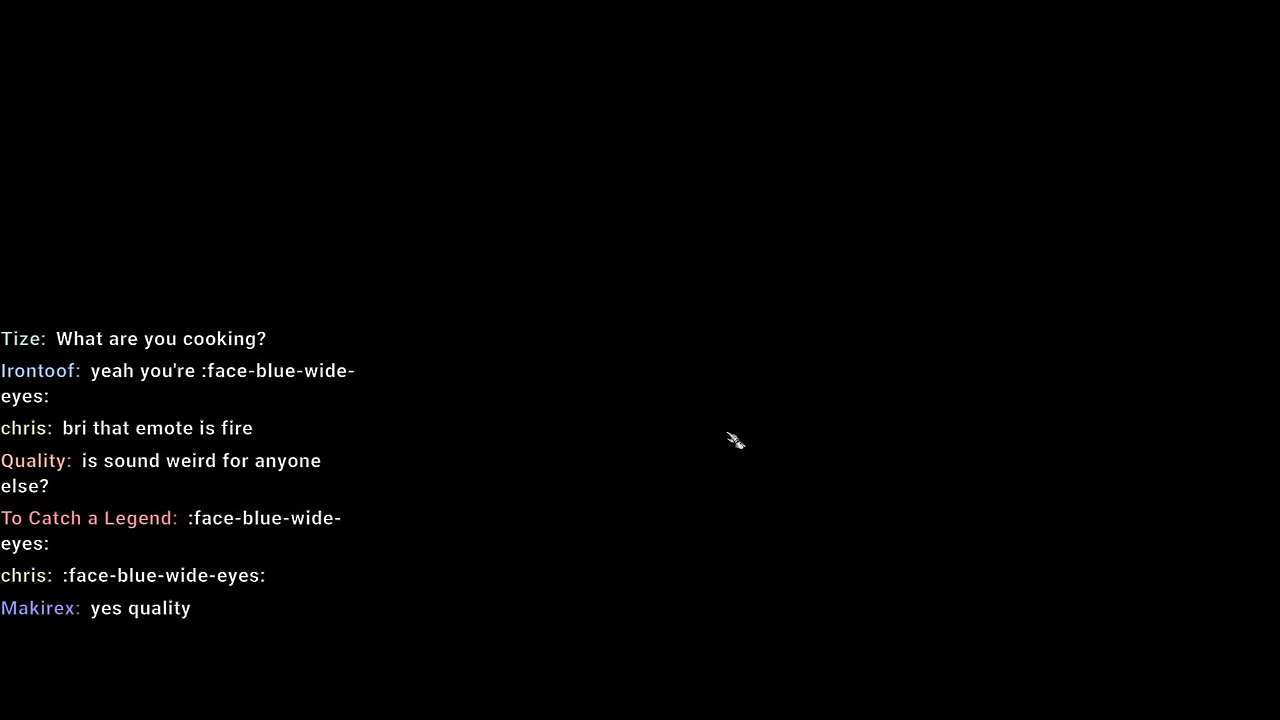 Tize: What are you cooking?
Irontoof: yeah you're :face-blue-wide-
eyes:
chris: bri that emote is fire
Quality: is sound weird for anyone
else?
To Catch a Legend: :face-blue-wide-
eyes:
chris: :face-blue-wide-eyes:
Makirex: yes quality